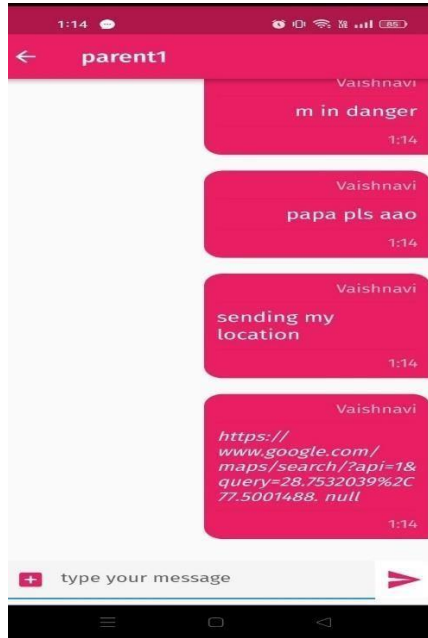 1:14
85
parent1
Vaishnavi
m in danger
1:14
Vaishnavi
papa pls aao
1:14
Vaishnavi
sending my
location
1:14
Vaishnavi
https://
www.google.com/
maps/search/?api=1&
query=28.7532039%2C
77.5001488. null
1:14
type your message